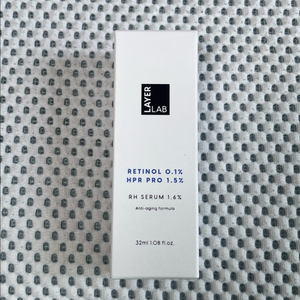 LAYER
LAB
RETINOL 0.1%
HPR PRO 1.5%
RH SERUM 1.6%
Anti-aging formula
32ml.1.08 fl.oz.